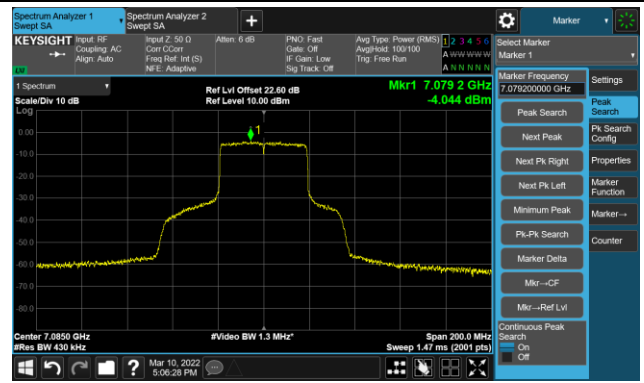 Spectrum Analyzer 1
Swept SA
Spectrum Analyzer 2
Swept SA
+
Marker
KEYSIGHT
Input: RF
Coupling: AC
Align: Auto
Input Z: 50 Ω
Corr CCorr
Freq Ref: Int (S)
NFE: Adaptive
Atten: 6 dB
PNO: Fast
Gate: Off
IF Gain: Low
Sig Track: Off
Avg Type: Power (RMS)
Avg|Hold: 100/100
Trig: Free Run
1 2 3 4 5 6
A W W W W W
A N N N N N
LW
Select Marker
Marker 1
1 Spectrum
Scale/Div 10 dB
Log
Ref Lvl Offset 22.60 dB
Ref Level 10.00 dBm
Mkr1 7.079 2 GHz
-4.044 dBm
1
0.00
-10.0
-20.0
-30.0
-40.0
-50.0
-60.0
-70.0
-80.0
Center 7.0850 GHz
#Res BW 430 kHz
#Video BW 1.3 MHz*
Span 200.0 MHz
Sweep 1.47 ms (2001 pts)
Marker Frequency
7.079200000 GHz
Peak Search
Next Peak
Next Pk Right
Next Pk Left
Minimum Peak
Pk-Pk Search
Marker Delta
Mkr→CF
Mkr→Ref Lvl
Continuous Peak
Search
On
Off
Settings
Peak
Search
Pk Search
Config
Properties
Marker
Function
Marker→
Counter
?
Mar 10, 2022
5:06:28 PM